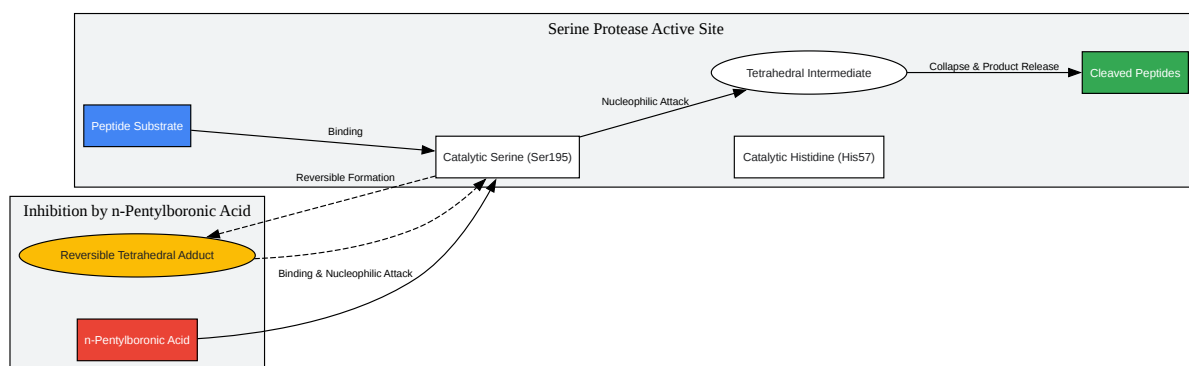 Serine Protease Active Site
Tetrahedral Intermediate
Collapse & Product Release
Cleaved Peptides
Nucleophilic Attack
Peptide Substrate
Binding
Catalytic Serine (Ser195)
Catalytic Histidine (His57)
Reversible Formation
Inhibition by n-Pentylboronic Acid
Reversible Tetrahedral Adduct
Binding & Nucleophilic Attack
n-Pentylboronic Acid